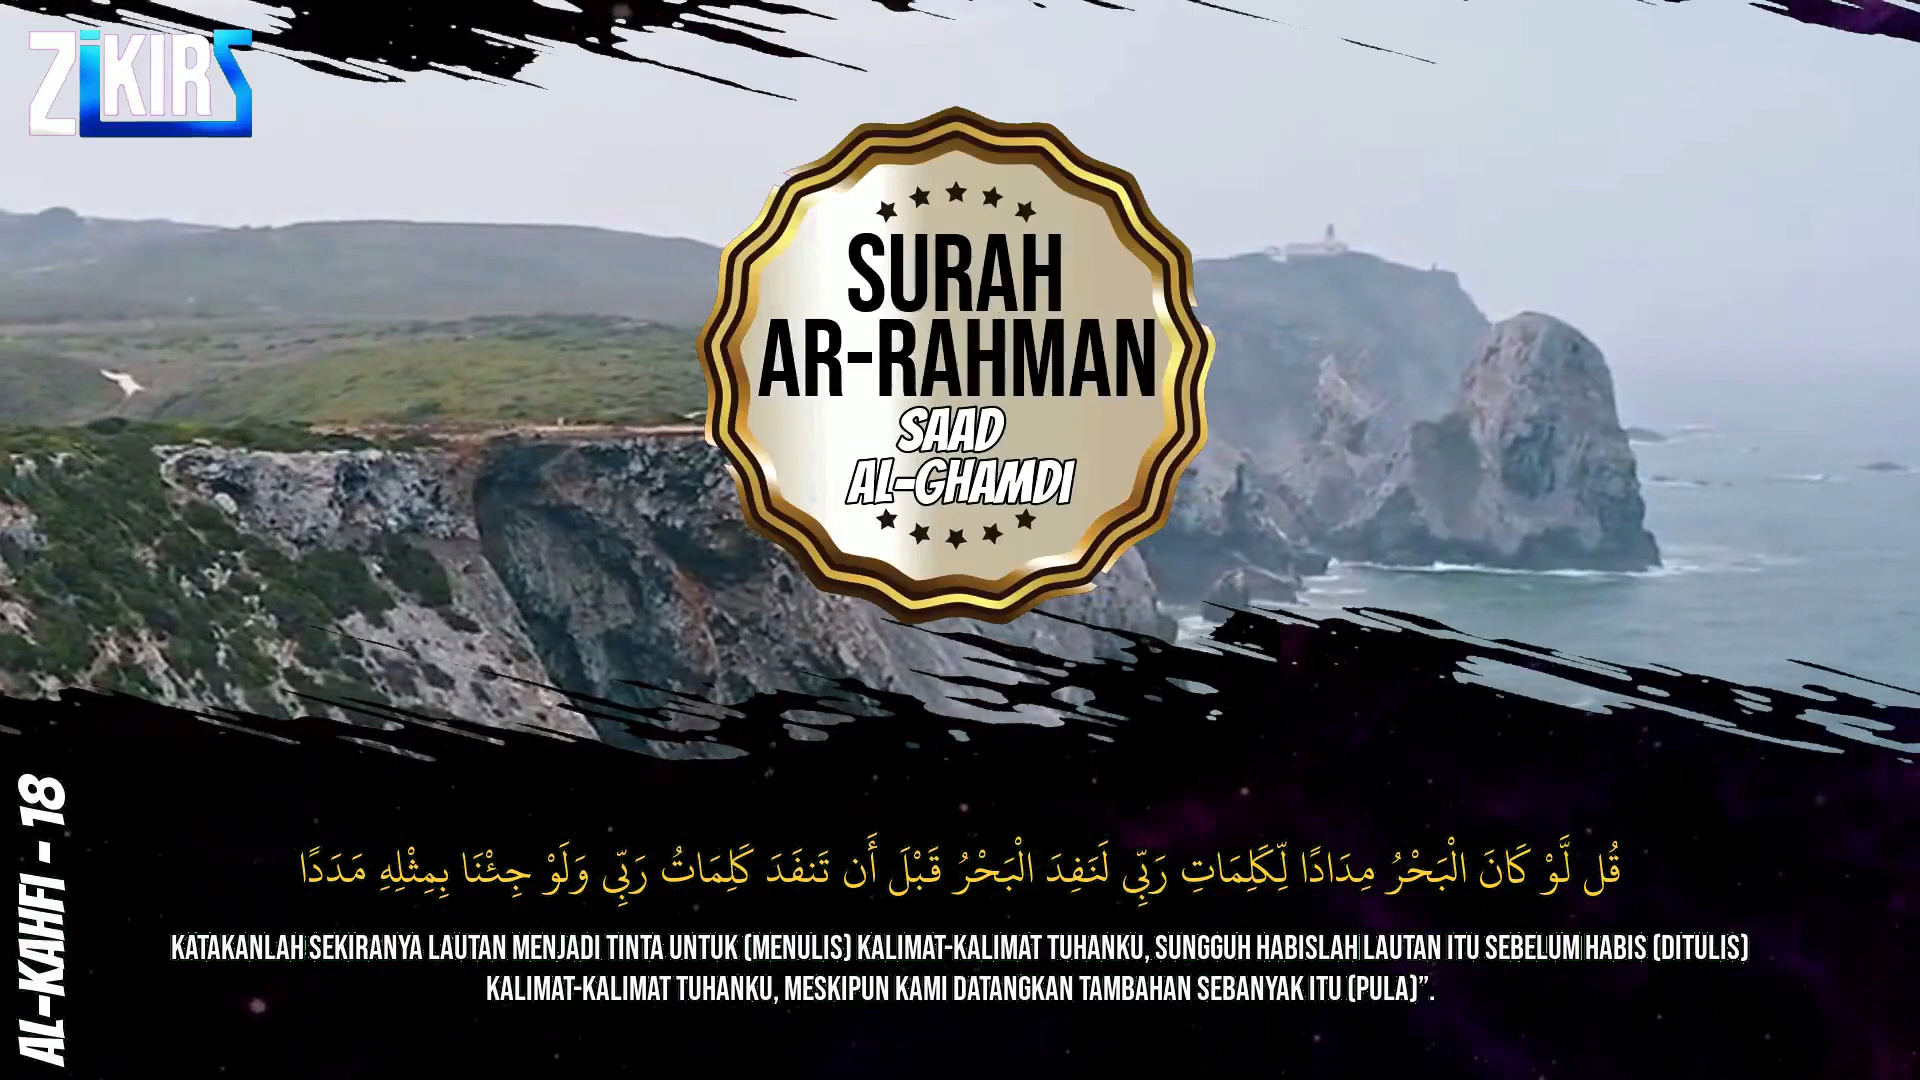 ZIKIRS
SURAH
AR-RAHMAN
SAAD
AL-GHAMDI
AL-KAHFI - 18
قُل لَّوْ كَانَ الْبَحْرُ مِدَادًا لِّكَلِمَاتِ رَبِّي لَنَفِدَ الْبَحْرُ قَبْلَ أَن تَنفَدَ كَلِمَاتُ رَبِّي وَلَوْ جِئْنَا بِمِثْلِهِ مَدَدًا
KATAKANLAH SEKIRANYA LAUTAN MENJADI TINTA UNTUK (MENULIS) KALIMAT-KALIMAT TUHANKU, SUNGGUH HABISLAH LAUTAN ITU SEBELUM HABIS (DITULIS)
KALIMAT-KALIMAT TUHANKU, MESKIPUN KAMI DATANGKAN TAMBAHAN SEBANYAK ITU (PULA)”.